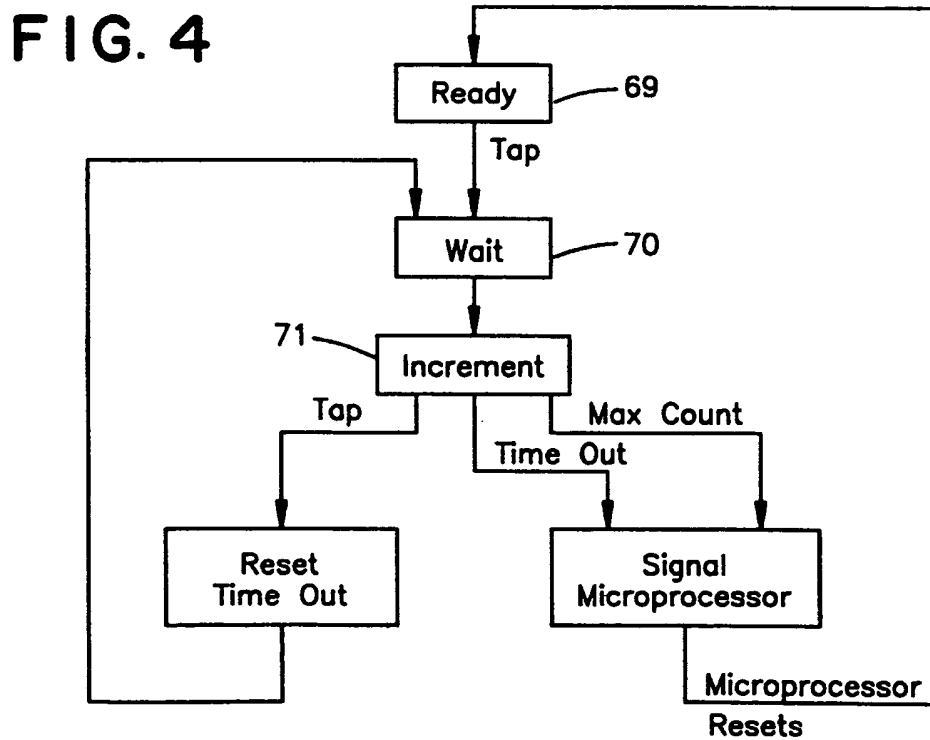 FIG. 4
Ready
69
Tap
Wait
70
71
Increment
Tap
Max Count
Time Out
Reset
Time Out
Signal
Microprocessor
Microprocessor
Resets